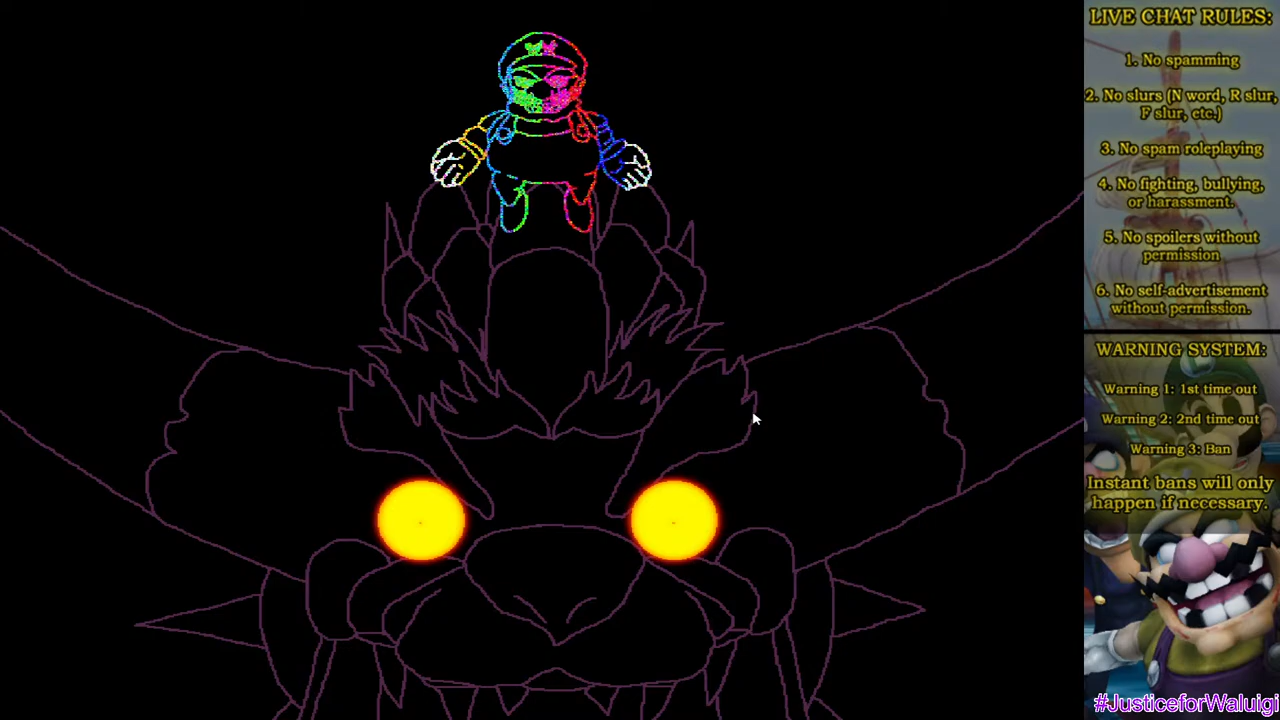 LIVE CHAT RULES:
1. No spamming
2. No slurs (N word, R slur,
F slur, etc.)
3. No spam roleplaying
4. No fighting, bullying,
or harassment.
5. No spoilers without
permission
6. No self-advertisement
without permission.
WARNING SYSTEM:
Warning 1: 1st time out
Warning 2: 2nd time out
Warning 3: Ban
Instant bans will only
happen if necessary.
#JusticeforWaluigi